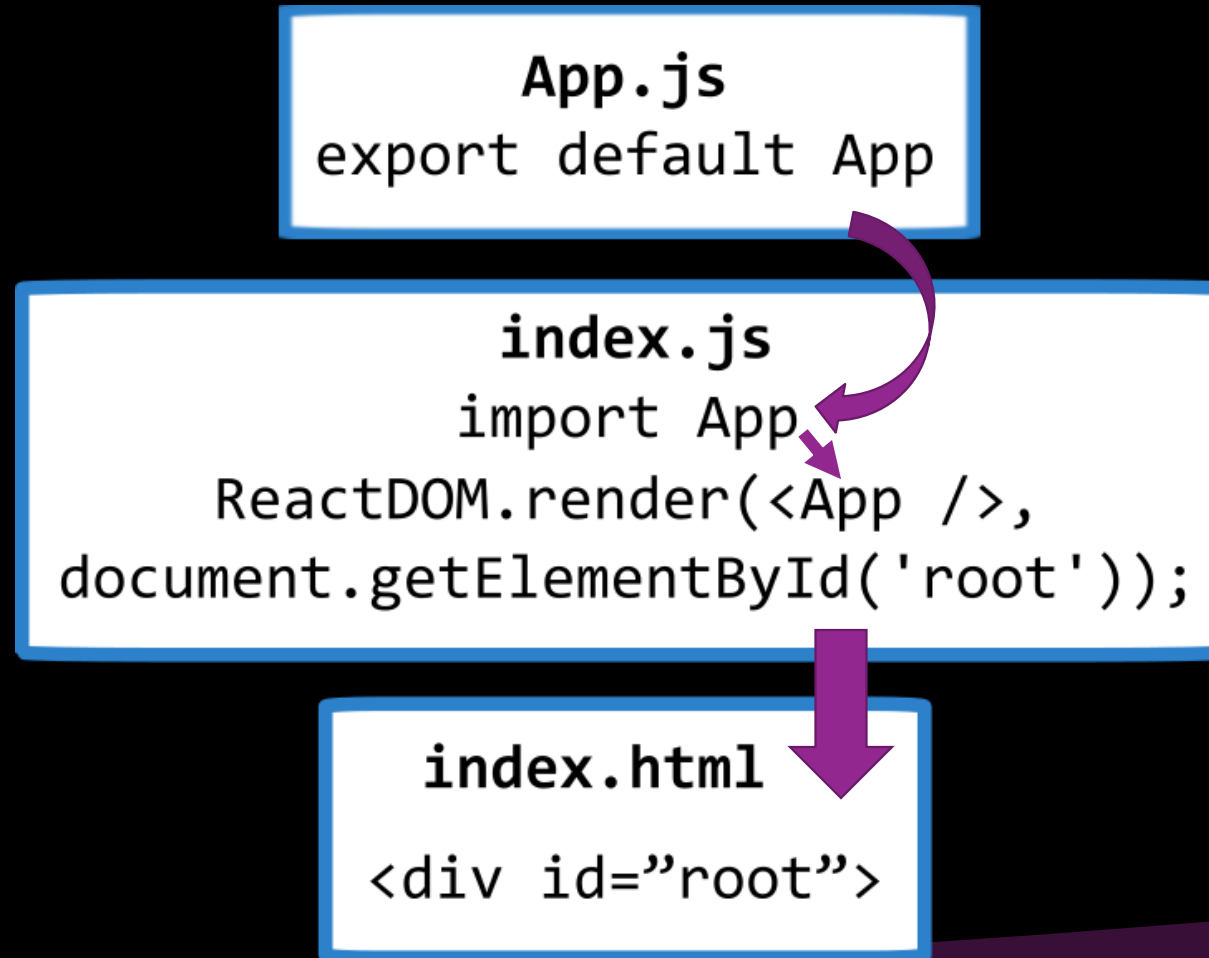 App.js
export default App
index.js
import App
ReactDOM.render(<App />,
document.getElementById('root'));
index.html
<div id=”root”>